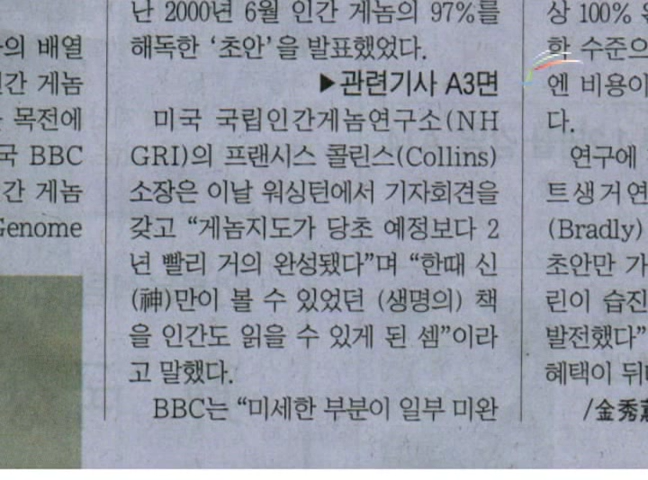 의 배열
간 게놈
목전에
국 BBC
간 게놈
Genome
난 2000년 6월 인간 게놈의 97%를
해독한 ‘초안’을 발표했었다.
▶관련기사 A3면
미국 국립인간게놈연구소(NH
GRI)의 프랜시스 콜린스(Collins)
소장은 이날 워싱턴에서 기자회견을
갖고 “게놈지도가 당초 예정보다 2
년 빨리 거의 완성됐다”며 “한때 신
(神)만이 볼 수 있었던 (생명의) 책
을 인간도 읽을 수 있게 된 셈”이라
고 말했다.
BBC는 “미세한 부분이 일부 미완
상 100%
한 수준으
엔 비용이
다.
연구에
트생거연
(Bradly)
초안만 가
린이 습진
발전했다”
혜택이 뒤
/金秀